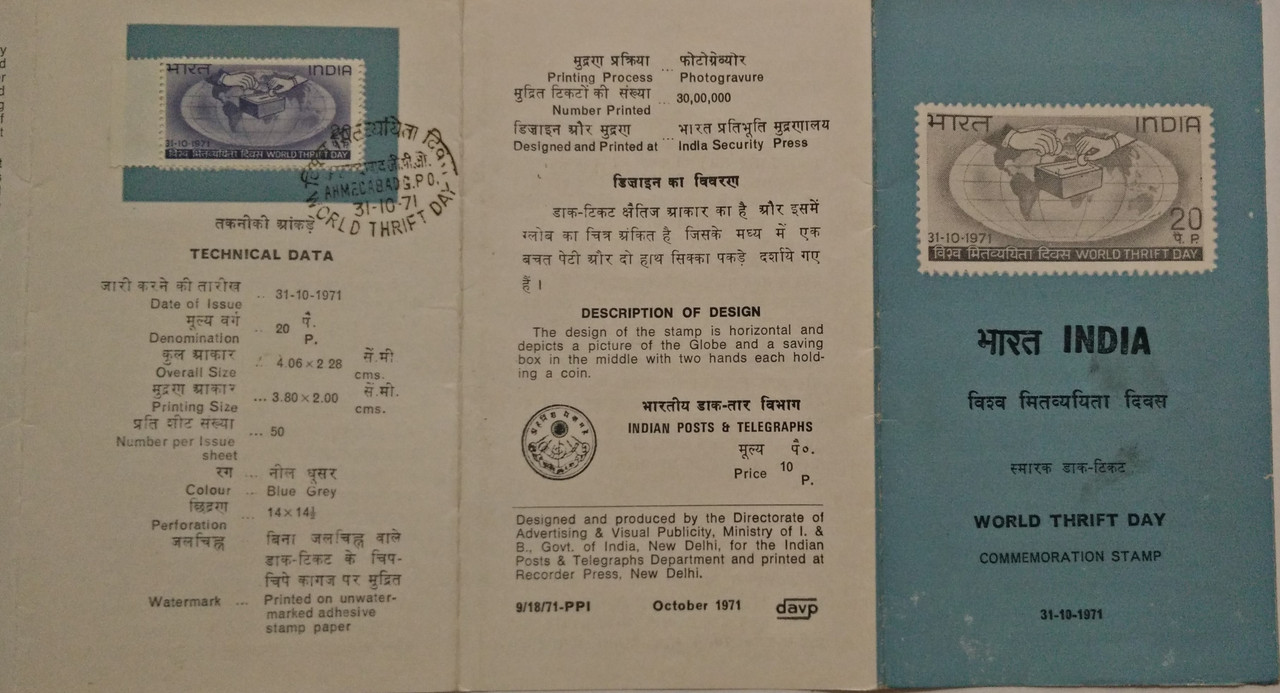 भारत INDIA
31-10-1971
विश्व मितव्ययिता दिवस WORLD THRIFT DAY
AHMEDABAD G.P.O.
31-10-71
WORLD THRIFT DAY
तकनीकी आंकड़े
TECHNICAL DATA
जारी करने की तारीख
Date of Issue .. 31-10-1971
मूल्य वर्ग पै.
Denomination .. 20 P.
कुल आकार सें.मी
Overall Size .. 4.06×2 28 cms.
मुद्रण आकार सें.मी.
Printing Size ... 3.80×2.00 cms.
प्रति शीट संख्या
Number per Issue ... 50
sheet
रंग ... नील धूसर
Colour ... Blue Grey
छिद्रण
Perforation ... 14×14½
जलचिह्न बिना जलचिह्न वाले
डाक-टिकट के चिप-
चिपे कागज पर मुद्रित
Watermark ... Printed on unwater-
marked adhesive
stamp paper
मुद्रण प्रक्रिया फोटोग्रेव्योर
Printing Process ... Photogravure
मुद्रित टिकटों की संख्या
Number Printed ... 30,00,000
डिजाइन और मुद्रण भारत प्रतिभूति मुद्रणालय
Designed and Printed at ... India Security Press
डिजाइन का विवरण
डाक-टिकट क्षैतिज आकार का है और इसमें
ग्लोब का चित्र अंकित है जिसके मध्य में एक
बचत पेटी और दो हाथ सिक्का पकड़े दर्शाये गए
हैं ।
DESCRIPTION OF DESIGN
The design of the stamp is horizontal and
depicts a picture of the Globe and a saving
box in the middle with two hands each hold-
ing a coin.
भारतीय डाक-तार विभाग
INDIAN POSTS & TELEGRAPHS
मूल्य पै०.
Price 10 P.
Designed and produced by the Directorate of
Advertising & Visual Publicity, Ministry of I. &
B., Govt. of India, New Delhi, for the Indian
Posts & Telegraphs Department and printed at
Recorder Press, New Delhi.
9/18/71-PPI October 1971 davp
भारत INDIA
20
पै. P.
31-10-1971
विश्व मितव्ययिता दिवस WORLD THRIFT DAY
भारत INDIA
विश्व मितव्ययिता दिवस
स्मारक डाक-टिकट
WORLD THRIFT DAY
COMMEMORATION STAMP
31-10-1971